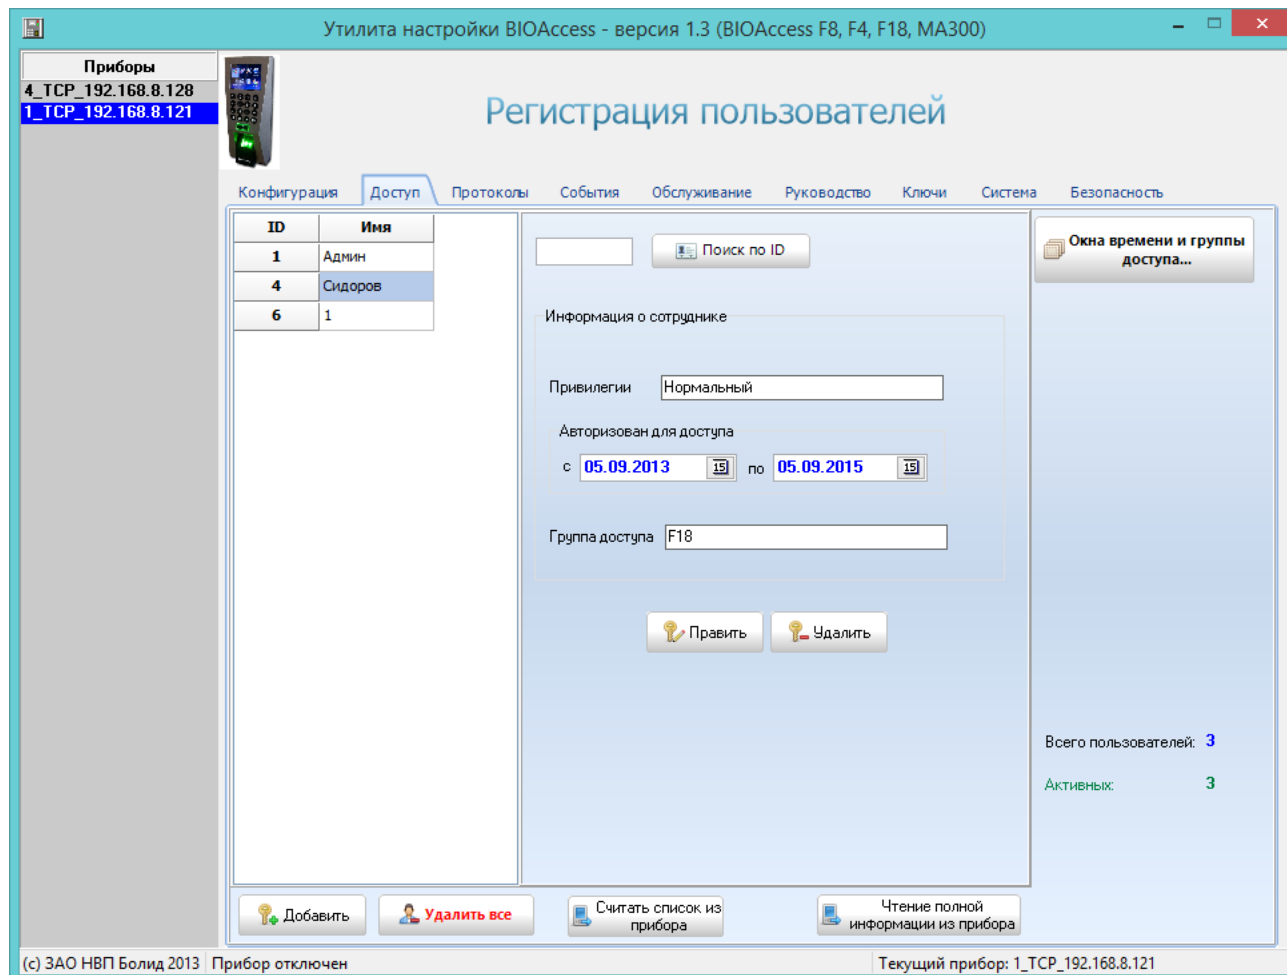 Утилита настройки BIOAccess - версия 1.3 (BIOAccess F8, F4, F18, MA300)
Приборы
4_TCP_192.168.8.128
1_TCP_192.168.8.121
Регистрация пользователей
Конфигурация Доступ Протоколы События Обслуживание Руководство Ключи Система Безопасность
ID Имя
1 Админ
4 Сидоров
6 1
Поиск по ID
Информация о сотруднике
Привилегии Нормальный
Авторизован для доступа
с 05.09.2013 15 по 05.09.2015 15
Группа доступа F18
Править Удалить
Окна времени и группы
доступа...
Всего пользователей: 3
Активных: 3
Добавить Удалить все
Считать список из
прибора
Чтение полной
информации из прибора
(c) ЗАО НВП Болид 2013 Прибор отключен Текущий прибор: 1_TCP_192.168.8.121